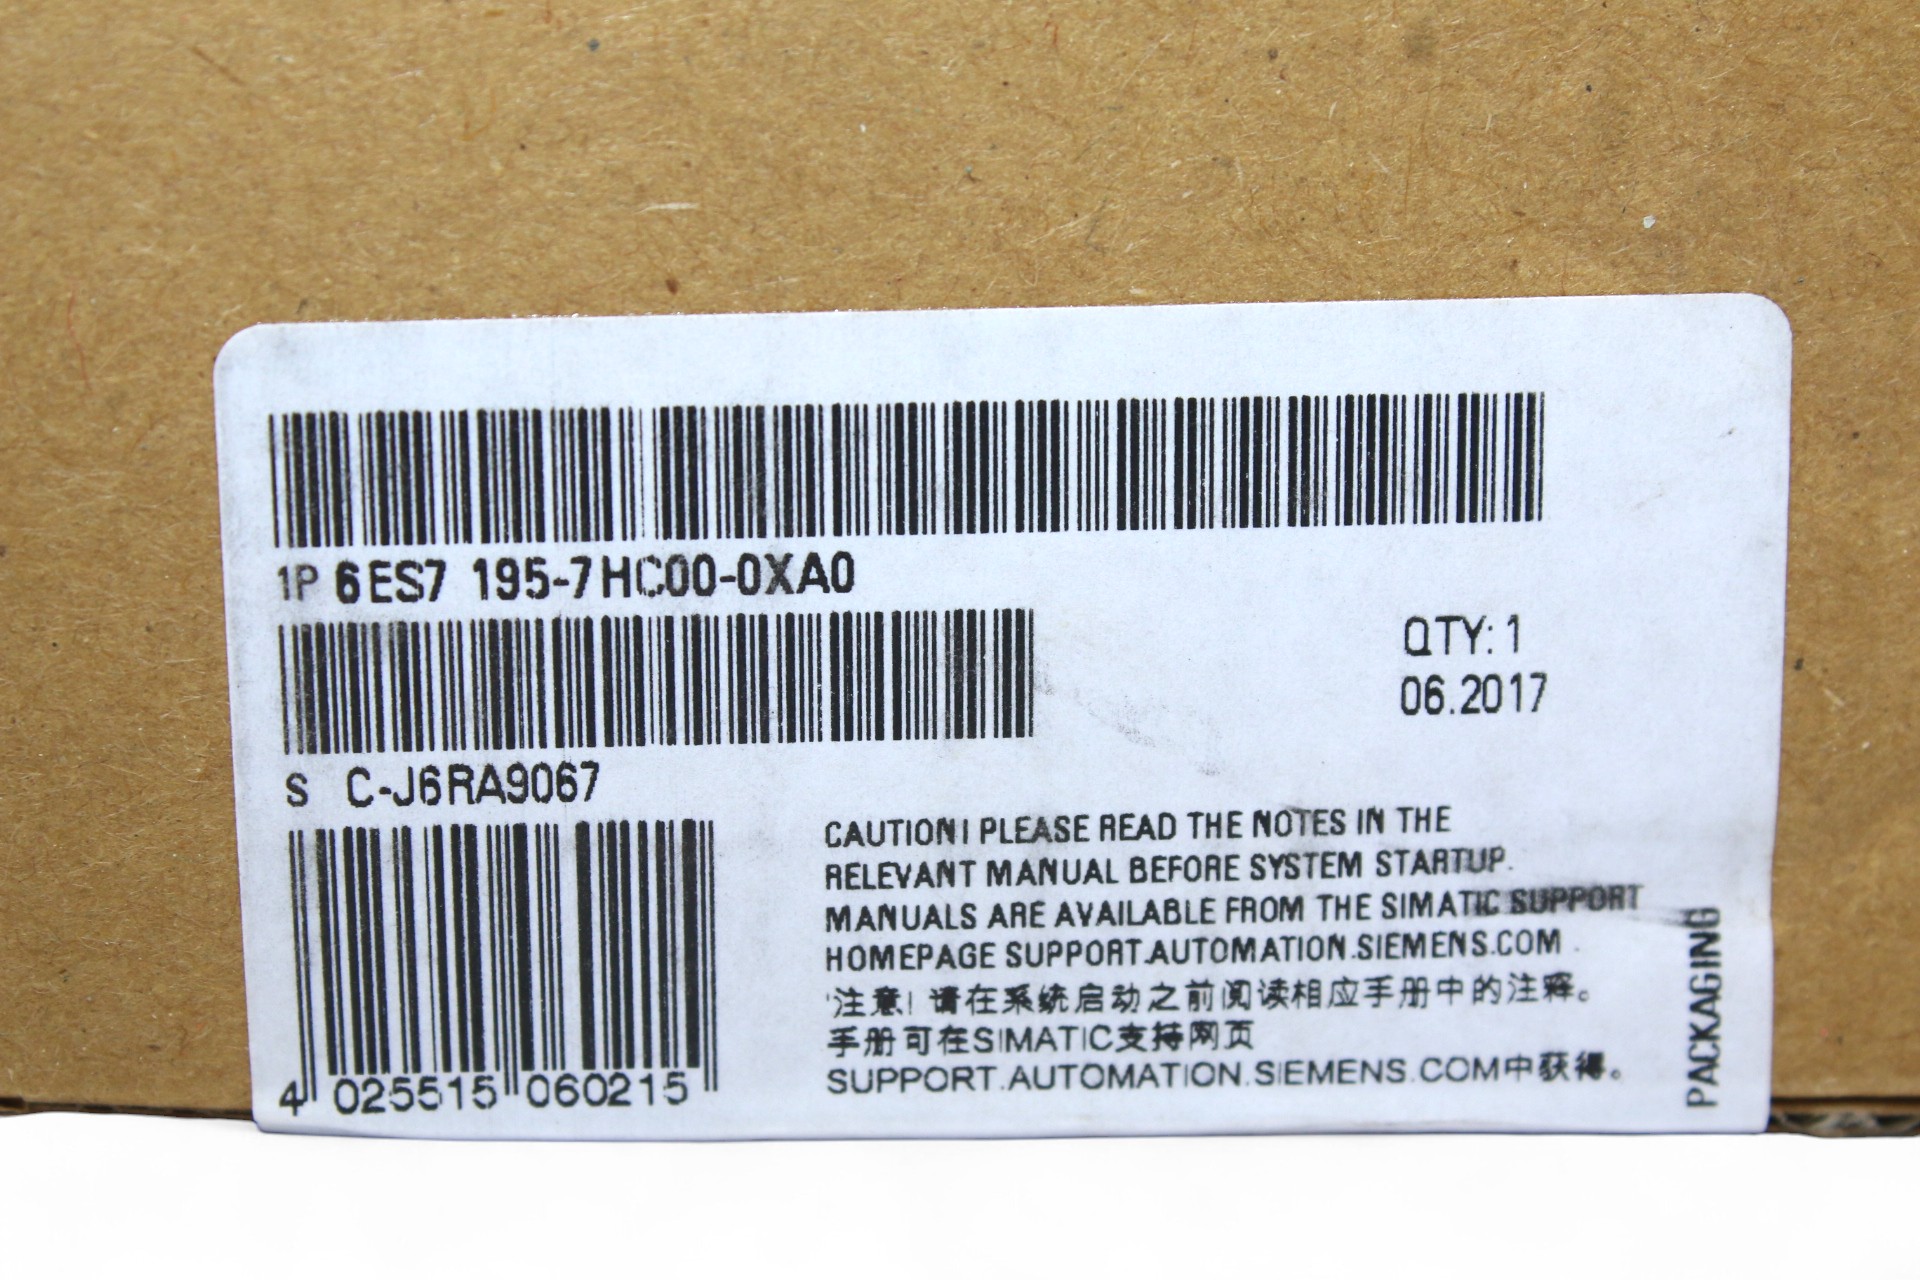 1P 6ES7 195-7HC00-0XA0
QTY: 1
06.2017
S C-J6RA9067
CAUTION! PLEASE READ THE NOTES IN THE
RELEVANT MANUAL BEFORE SYSTEM STARTUP.
MANUALS ARE AVAILABLE FROM THE SIMATIC SUPPORT
HOMEPAGE SUPPORT.AUTOMATION.SIEMENS.COM .
注意! 请在系统启动之前阅读相应手册中的注释。
手册可在SIMATIC支持网页
SUPPORT.AUTOMATION.SIEMENS.COM中获得。
PACKAGING
4 025515 060215